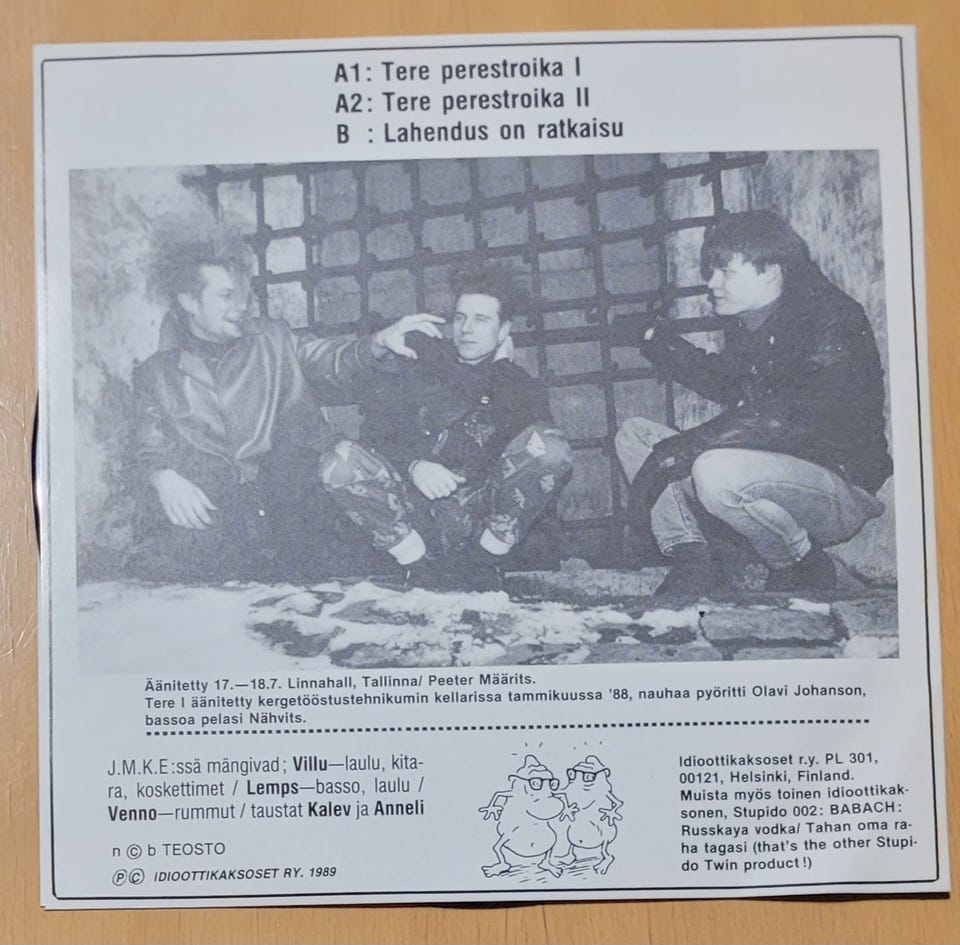 A1: Tere perestroika I
A2: Tere perestroika II
B : Lahendus on ratkaisu
Äänitetty 17.—18.7. Linnahall, Tallinna/ Peeter Määrits.
Tere I äänitetty kergetööstustehnikumin kellarissa tammikuussa '88, nauhaa pyöritti Olavi Johanson,
bassoa pelasi Nähvits.
J.M.K.E:ssä mängivad; Villu—laulu, kita-
ra, koskettimet / Lemps—basso, laulu /
Venno—rummut / taustat Kalev ja Anneli
n © b TEOSTO
℗© IDIOOTTIKAKSOSET RY. 1989
Idioottikaksoset r.y. PL 301,
00121, Helsinki, Finland.
Muista myös toinen idioottikak-
sonen, Stupido 002: BABACH:
Russkaya vodka/ Tahan oma ra-
ha tagasi (that's the other Stupi-
do Twin product!)